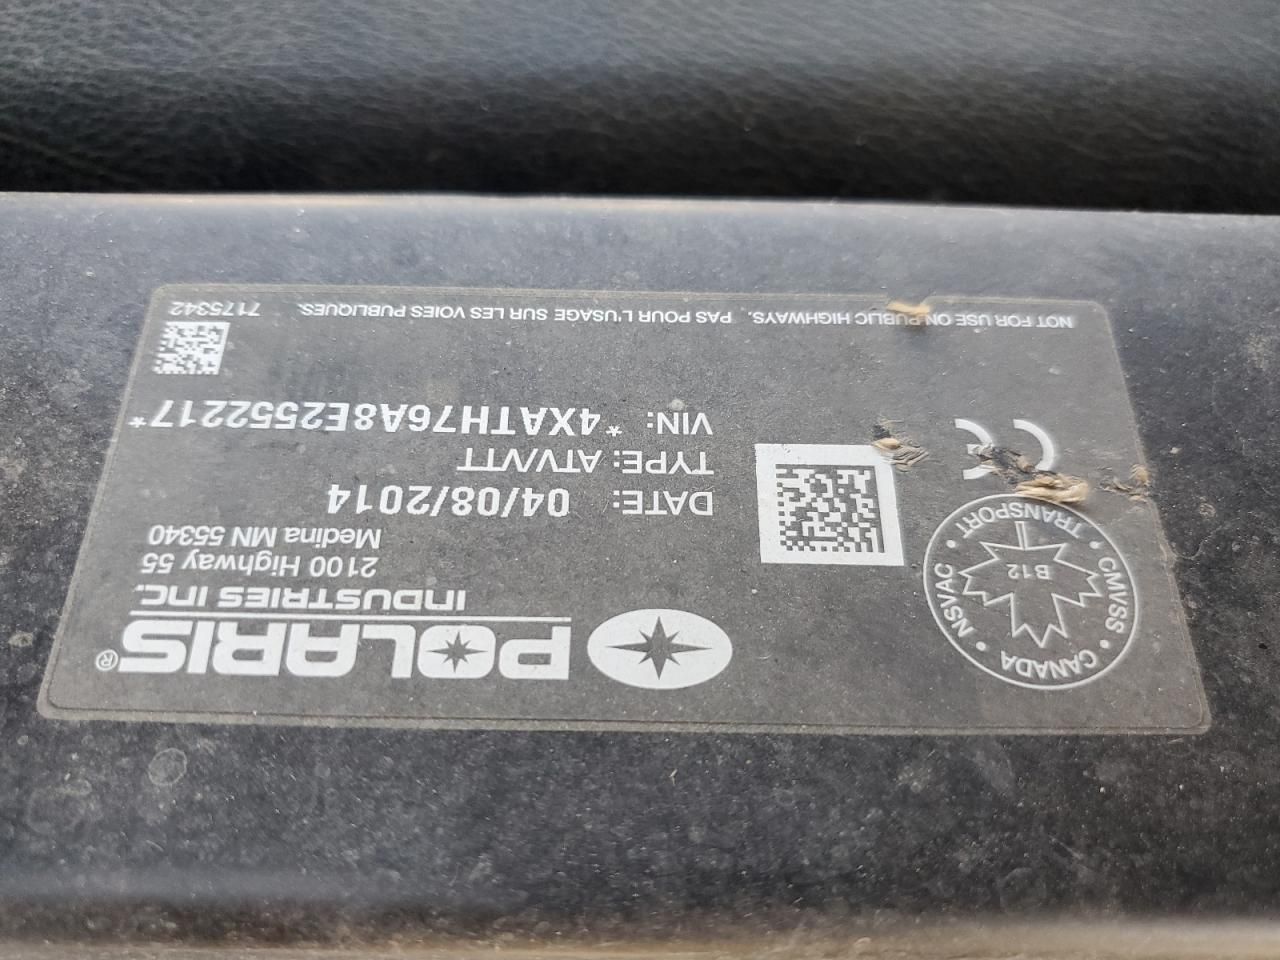 POLARIS®
INDUSTRIES INC.
2100 Highway 55
Medina MN 55340
DATE: 04/08/2014
TYPE: ATV/VTT
VIN: *4XATH76A8E2552217*
NOT FOR USE ON PUBLIC HIGHWAYS. PAS POUR L'USAGE SUR LES VOIES PUBLIQUES.
7175342
CANADA • CMVSS • TRANSPORT • NSVAC •
B12
CE